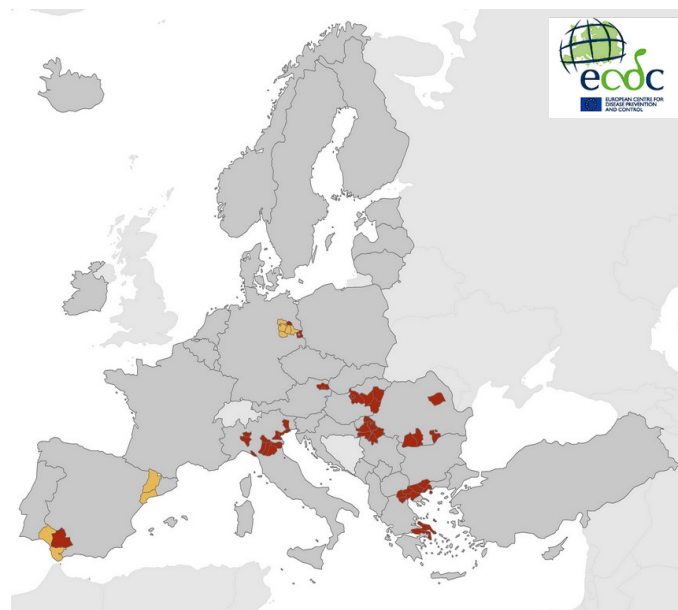 ecdc
EUROPEAN CENTRE FOR
DISEASE PREVENTION
AND CONTROL